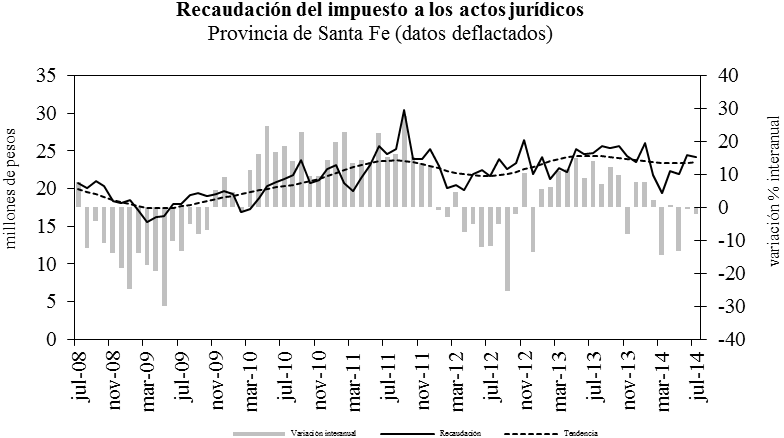 Recaudación del impuesto a los actos jurídicos
Provincia de Santa Fe (datos deflactados)
35
30
25
20
15
10
5
0
millones de pesos
40
30
20
10
0
-10
-20
-30
-40
variación % interanual
jul-08
nov-08
mar-09
jul-09
nov-09
mar-10
jul-10
nov-10
mar-11
jul-11
nov-11
mar-12
jul-12
nov-12
mar-13
jul-13
nov-13
mar-14
jul-14
Variación interanual
Recaudación
Tendencia